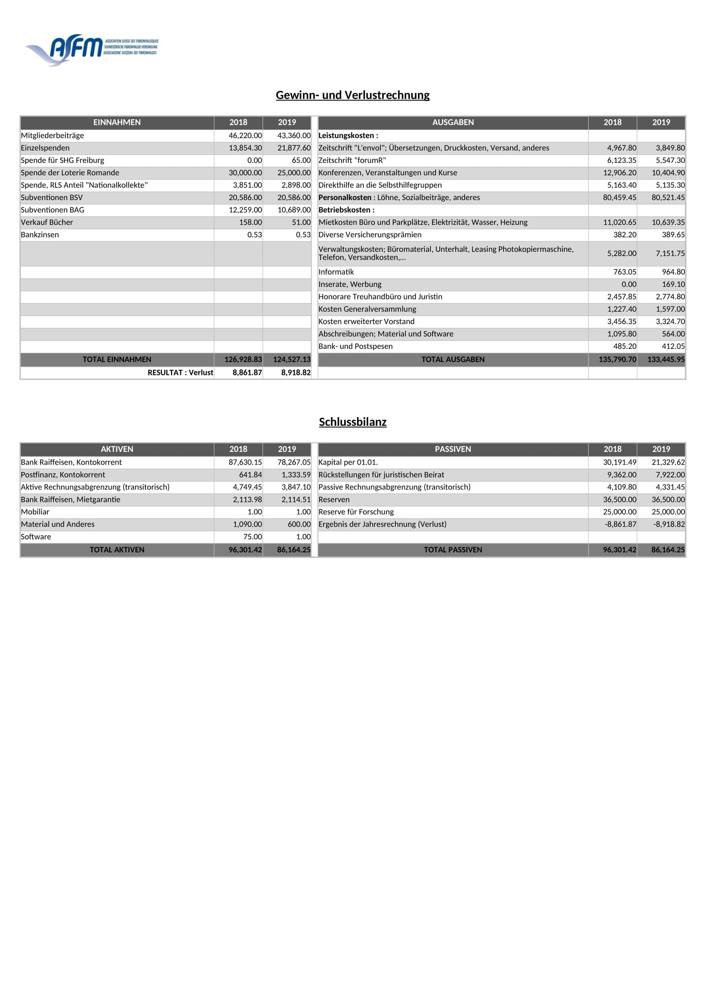 ASFM
ASSOCIATION SUISSE DES FIBROMYALGIQUES
SCHWEIZERISCHE FIBROMYALGIE-VEREINIGUNG
ASSOCIAZIONE SVIZZERA DEI FIBROMIALGICI
Gewinn- und Verlustrechnung
EINNAHMEN 2018 2019 AUSGABEN 2018 2019
Mitgliederbeiträge 46,220.00 43,360.00 Leistungskosten :
Einzelspenden 13,854.30 21,877.60 Zeitschrift "L'envol"; Übersetzungen, Druckkosten, Versand, anderes 4,967.80 3,849.80
Spende für SHG Freiburg 0.00 65.00 Zeitschrift "forumR" 6,123.35 5,547.30
Spende der Loterie Romande 30,000.00 25,000.00 Konferenzen, Veranstaltungen und Kurse 12,906.20 10,404.90
Spende, RLS Anteil "Nationalkollekte" 3,851.00 2,898.00 Direkthilfe an die Selbsthilfegruppen 5,163.40 5,135.30
Subventionen BSV 20,586.00 20,586.00 Personalkosten : Löhne, Sozialbeiträge, anderes 80,459.45 80,521.45
Subventionen BAG 12,259.00 10,689.00 Betriebskosten :
Verkauf Bücher 158.00 51.00 Mietkosten Büro und Parkplätze, Elektrizität, Wasser, Heizung 11,020.65 10,639.35
Bankzinsen 0.53 0.53 Diverse Versicherungsprämien 382.20 389.65
Verwaltungskosten; Büromaterial, Unterhalt, Leasing Photokopiermaschine,
Telefon, Versandkosten,... 5,282.00 7,151.75
Informatik 763.05 964.80
Inserate, Werbung 0.00 169.10
Honorare Treuhandbüro und Juristin 2,457.85 2,774.80
Kosten Generalversammlung 1,227.40 1,597.00
Kosten erweiterter Vorstand 3,456.35 3,324.70
Abschreibungen; Material und Software 1,095.80 564.00
Bank- und Postspesen 485.20 412.05
TOTAL EINNAHMEN 126,928.83 124,527.13 TOTAL AUSGABEN 135,790.70 133,445.95
RESULTAT : Verlust 8,861.87 8,918.82
Schlussbilanz
AKTIVEN 2018 2019 PASSIVEN 2018 2019
Bank Raiffeisen, Kontokorrent 87,630.15 78,267.05 Kapital per 01.01. 30,191.49 21,329.62
Postfinanz, Kontokorrent 641.84 1,333.59 Rückstellungen für juristischen Beirat 9,362.00 7,922.00
Aktive Rechnungsabgrenzung (transitorisch) 4,749.45 3,847.10 Passive Rechnungsabgrenzung (transitorisch) 4,109.80 4,331.45
Bank Raiffeisen, Mietgarantie 2,113.98 2,114.51 Reserven 36,500.00 36,500.00
Mobiliar 1.00 1.00 Reserve für Forschung 25,000.00 25,000.00
Material und Anderes 1,090.00 600.00 Ergebnis der Jahresrechnung (Verlust) -8,861.87 -8,918.82
Software 75.00 1.00
TOTAL AKTIVEN 96,301.42 86,164.25 TOTAL PASSIVEN 96,301.42 86,164.25